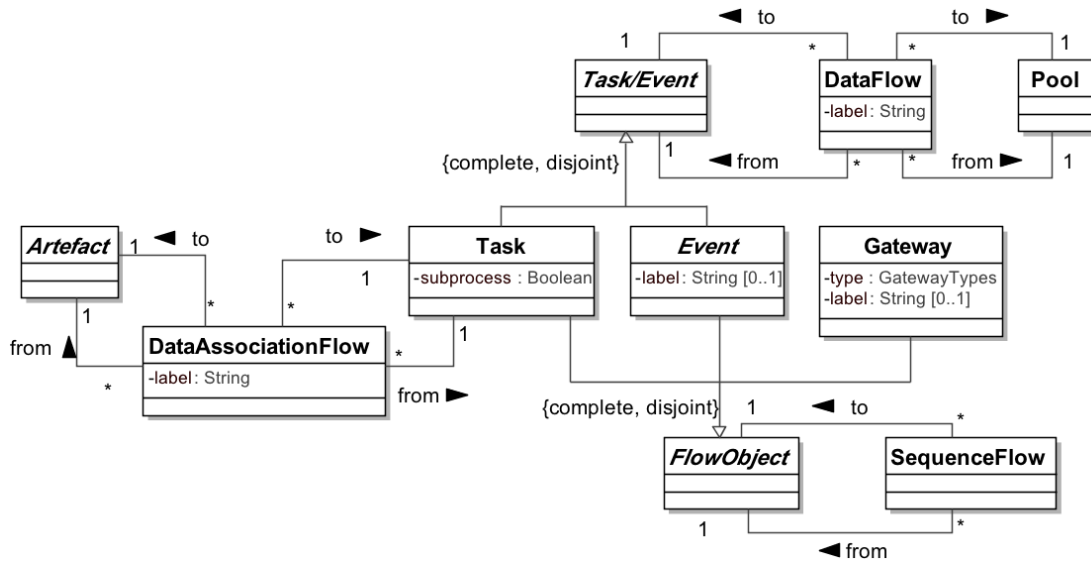 ◄ to
◄ to ►
1
*
*
1
Task/Event
DataFlow
Pool
-label: String
1
◄ from
*
*
from ►
1
{complete, disjoint}
Artefact
1
◄ to
to ►
Task
Event
Gateway
-subprocess : Boolean
-label: String [0..1]
-type : GatewayTypes
-label: String [0..1]
1
1
*
*
1
from ▲
DataAssociationFlow
*
*
-label: String
from ►
{complete, disjoint}
1
◄ to
*
FlowObject
SequenceFlow
1
*
◄ from